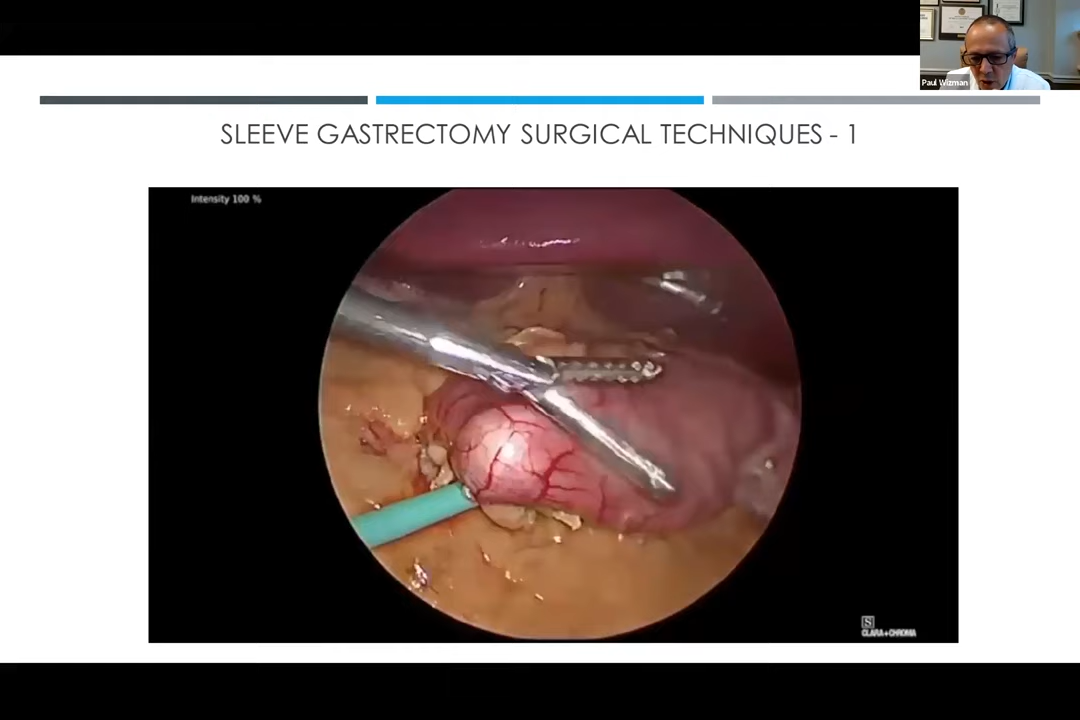 Paul Wizman
SLEEVE GASTRECTOMY SURGICAL TECHNIQUES - 1
Intensity 100 %
S
CLARA+CHROMA